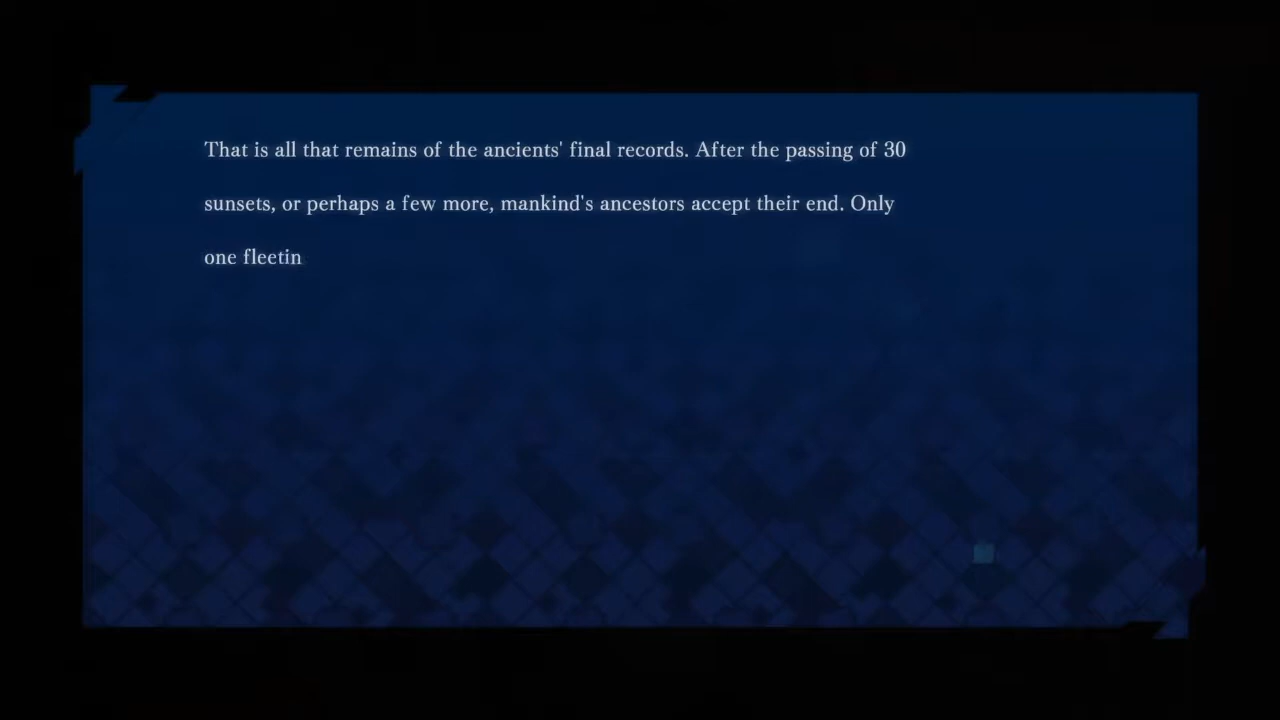 That is all that remains of the ancients' final records. After the passing of 30
sunsets, or perhaps a few more, mankind's ancestors accept their end. Only
one fleetin